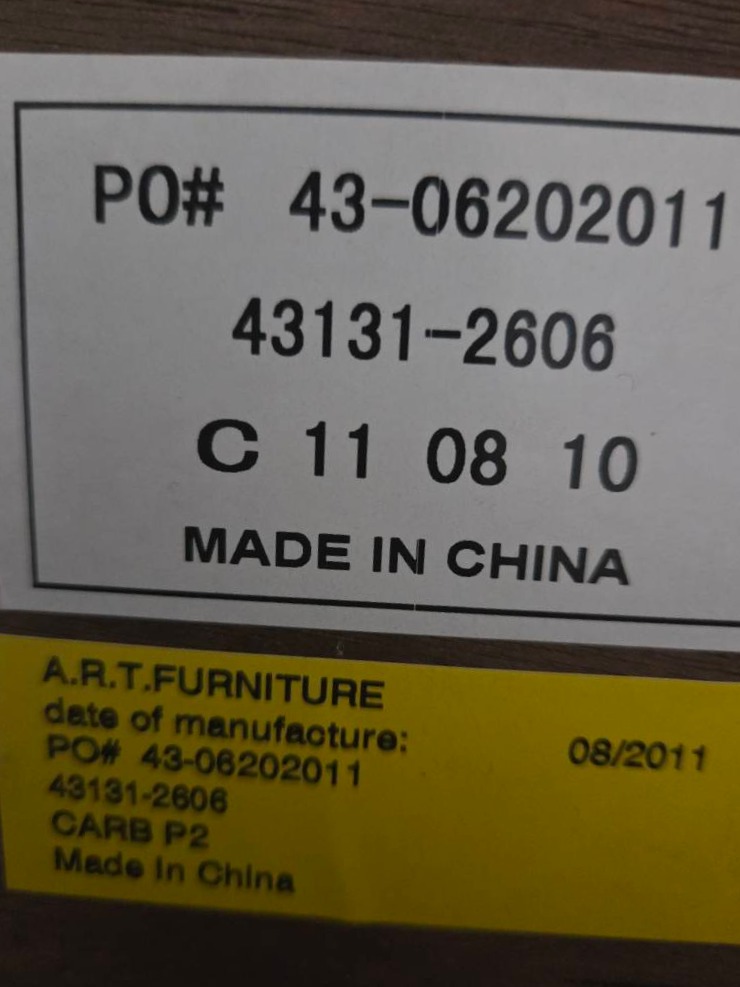 PO# 43-06202011
43131-2606
C 11 08 10
MADE IN CHINA
A.R.T.FURNITURE
date of manufacture: 08/2011
PO# 43-06202011
43131-2606
CARB P2
Made In China